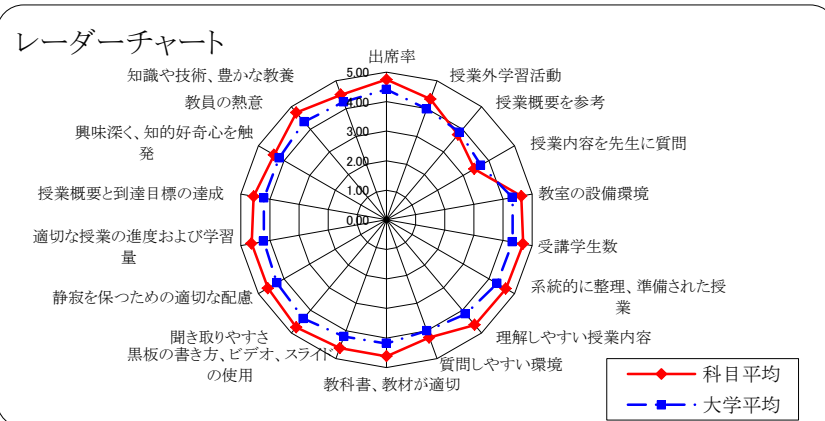 レーダーチャート
出席率
授業外学習活動
授業概要を参考
授業内容を先生に質問
教室の設備環境
受講学生数
系統的に整理、準備された授
業
理解しやすい授業内容
質問しやすい環境
教科書、教材が適切
黒板の書き方、ビデオ、スライド
の使用
聞き取りやすさ
静寂を保つための適切な配慮
適切な授業の進度および学習
量
授業概要と到達目標の達成
興味深く、知的好奇心を触
発
教員の熱意
知識や技術、豊かな教養
5.00
4.00
3.00
2.00
1.00
0.00
科目平均
大学平均